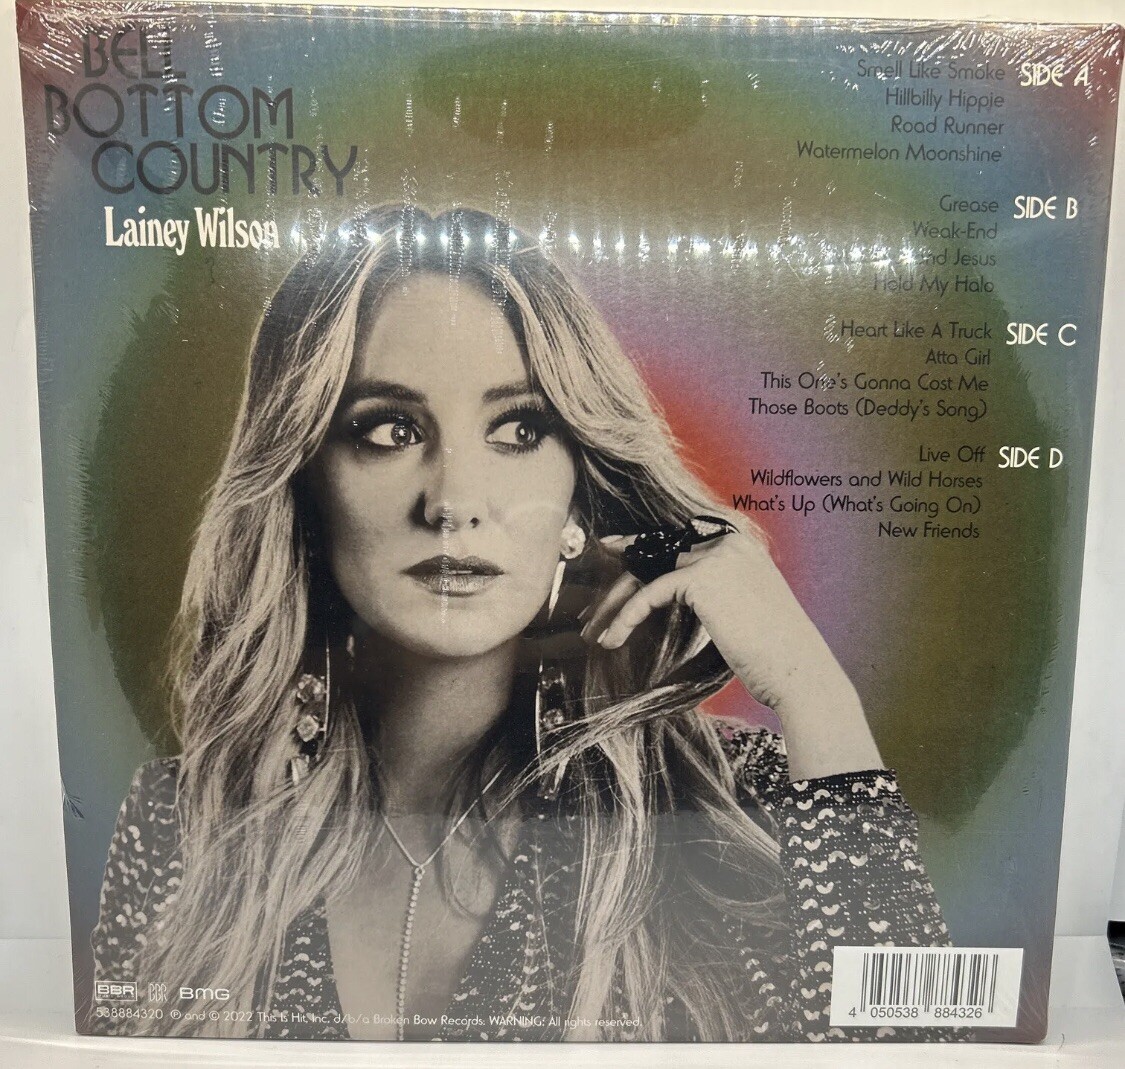 BELL
BOTTOM
COUNTRY
Lainey Wilson
SIDE A
Smell Like Smoke
Hillbilly Hippie
Road Runner
Watermelon Moonshine
SIDE B
Grease
Weak-End
Jesus
Hold My Halo
SIDE C
Heart Like A Truck
Atta Girl
This One's Gonna Cost Me
Those Boots (Deddy's Song)
SIDE D
Live Off
Wildflowers and Wild Horses
What's Up (What's Going On)
New Friends
BBR BBR BMG
538884320 ℗ and © 2022 This Is Hit, Inc. d/b/a Broken Bow Records. WARNING: All rights reserved.
4 050538 884326